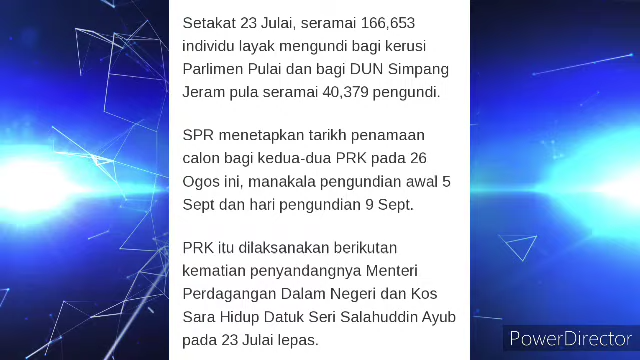 Setakat 23 Julai, seramai 166,653
individu layak mengundi bagi kerusi
Parlimen Pulai dan bagi DUN Simpang
Jeram pula seramai 40,379 pengundi.
SPR menetapkan tarikh penamaan
calon bagi kedua-dua PRK pada 26
Ogos ini, manakala pengundian awal 5
Sept dan hari pengundian 9 Sept.
PRK itu dilaksanakan berikutan
kematian penyandangnya Menteri
Perdagangan Dalam Negeri dan Kos
Sara Hidup Datuk Seri Salahuddin Ayub
pada 23 Julai lepas.
PowerDirector